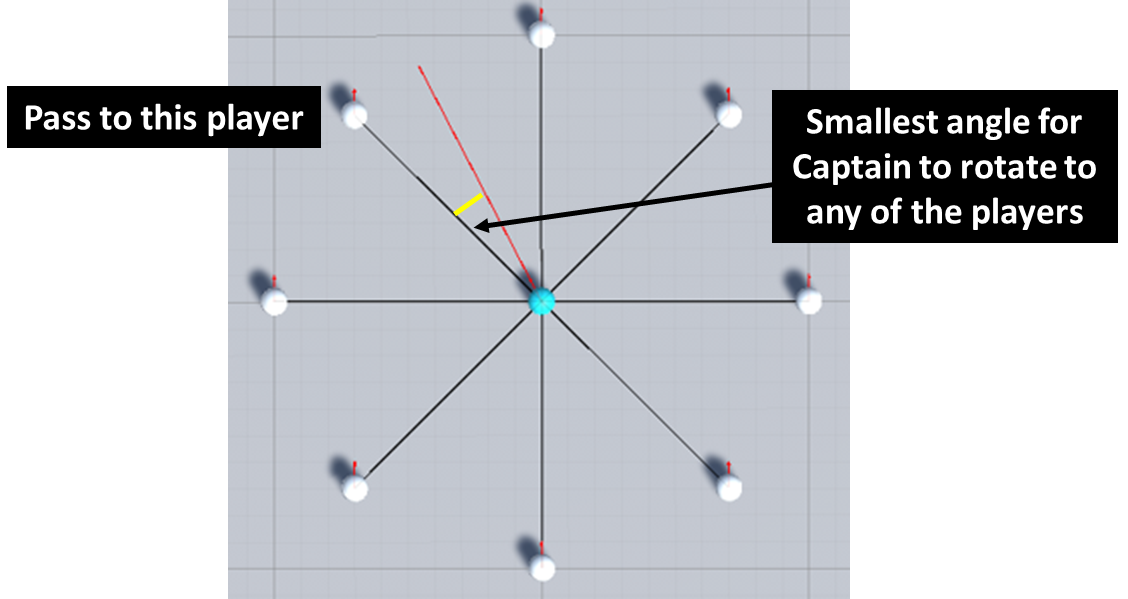 Pass to this player
Smallest angle for
Captain to rotate to
any of the players